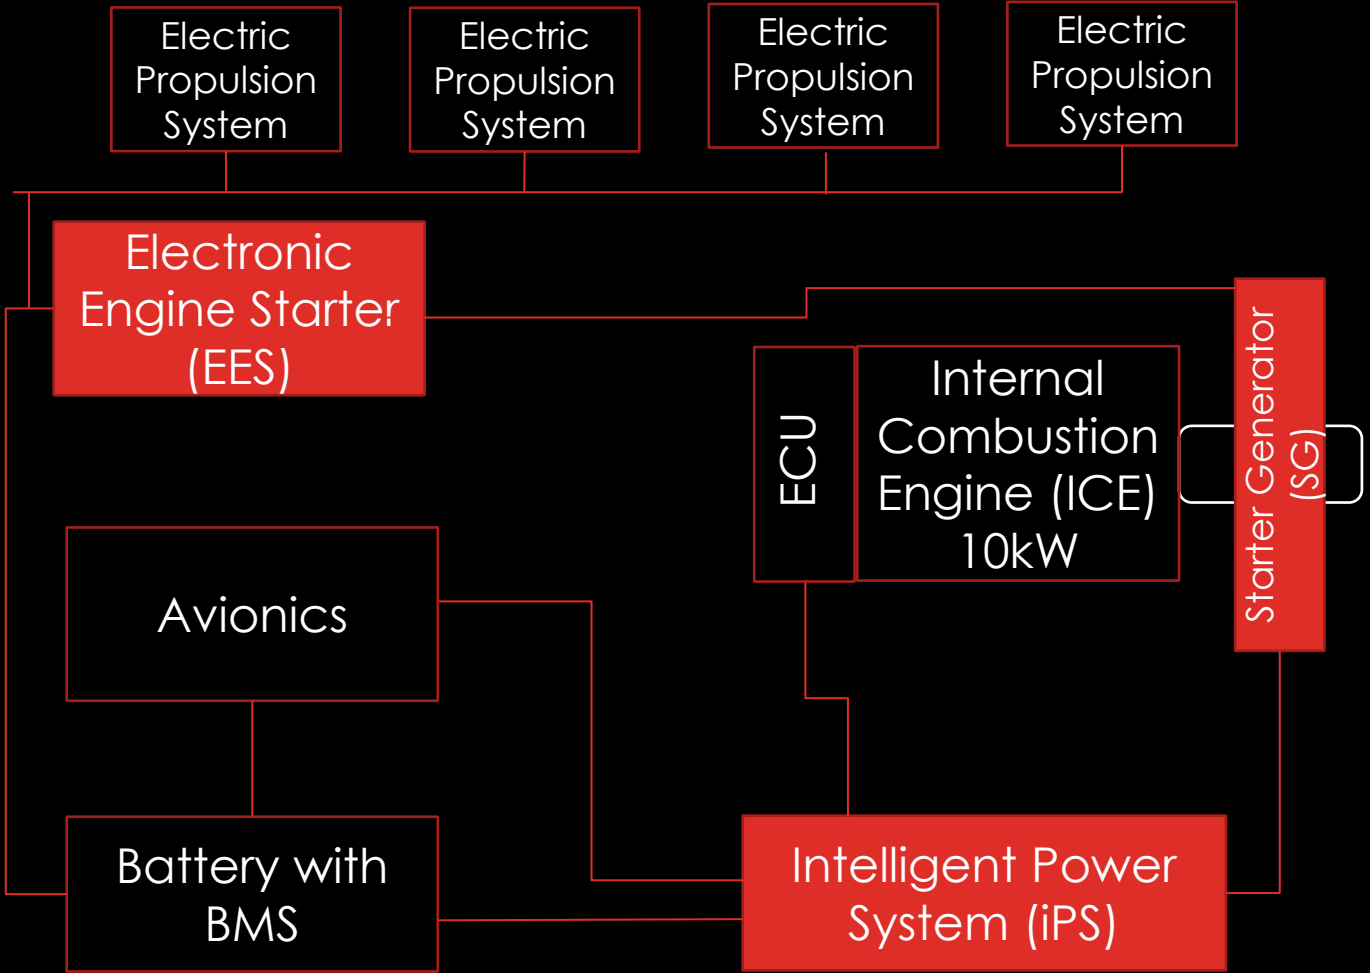 Electric
Propulsion
System
Electric
Propulsion
System
Electric
Propulsion
System
Electric
Propulsion
System
Electronic
Engine Starter
(EES)
ECU
Internal
Combustion
Engine (ICE)
10kW
Starter Generator
(SG)
Avionics
Battery with
BMS
Intelligent Power
System (iPS)